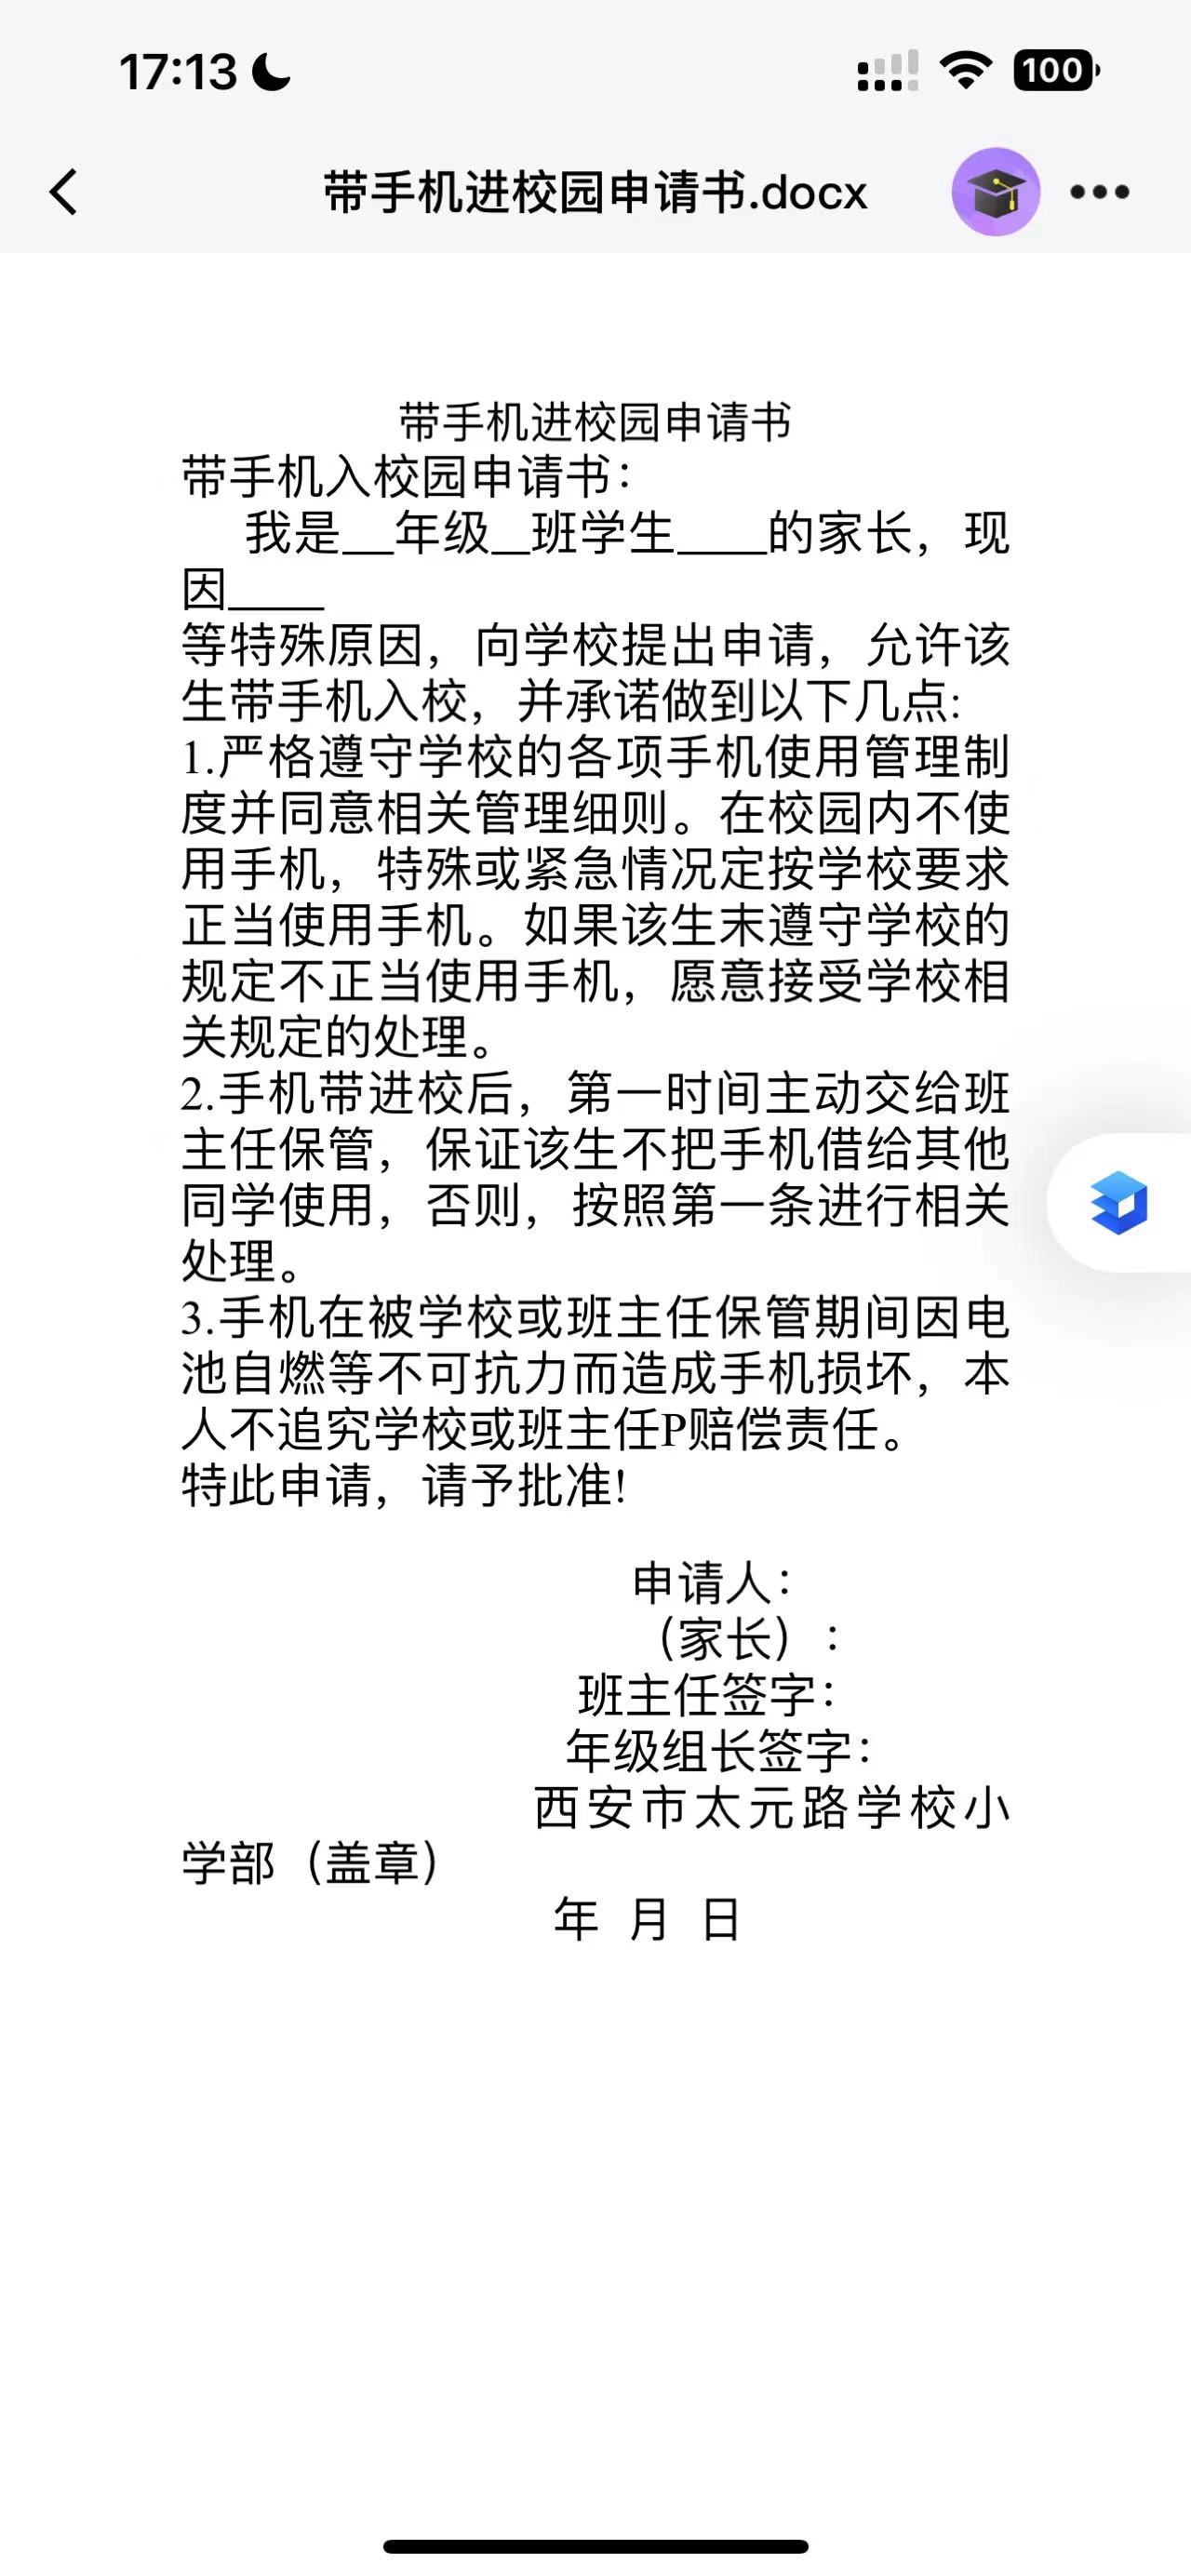 17:13
100
带手机进校园申请书.docx
带手机进校园申请书
带手机入校园申请书：
我是__年级__班学生____的家长，现
因____
等特殊原因，向学校提出申请，允许该
生带手机入校，并承诺做到以下几点:
1.严格遵守学校的各项手机使用管理制
度并同意相关管理细则。在校园内不使
用手机，特殊或紧急情况定按学校要求
正当使用手机。如果该生末遵守学校的
规定不正当使用手机，愿意接受学校相
关规定的处理。
2.手机带进校后，第一时间主动交给班
主任保管，保证该生不把手机借给其他
同学使用，否则，按照第一条进行相关
处理。
3.手机在被学校或班主任保管期间因电
池自燃等不可抗力而造成手机损坏，本
人不追究学校或班主任P赔偿责任。
特此申请，请予批准!
申请人：
（家长）：
班主任签字：
年级组长签字：
西安市太元路学校小
学部（盖章）
年 月 日